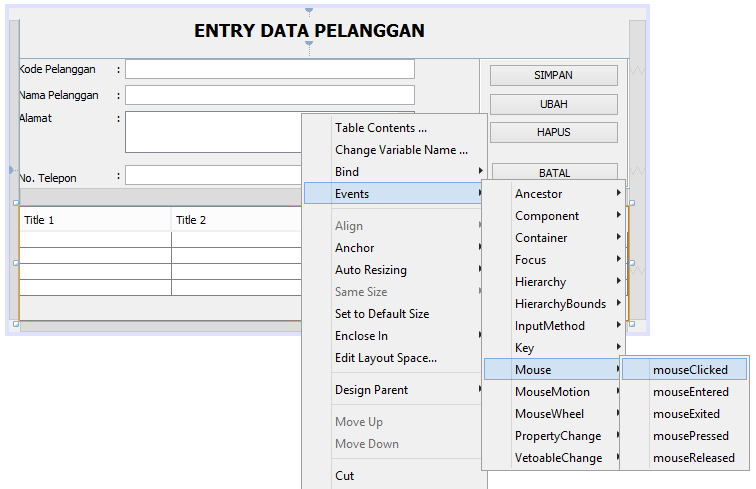 ENTRY DATA PELANGGAN
Kode Pelanggan :
Nama Pelanggan :
Alamat :
No. Telepon :
SIMPAN
UBAH
HAPUS
BATAL
Title 1 Title 2
Table Contents ...
Change Variable Name ...
Bind
Events
Align
Anchor
Auto Resizing
Same Size
Set to Default Size
Enclose In
Edit Layout Space...
Design Parent
Move Up
Move Down
Cut
Ancestor
Component
Container
Focus
Hierarchy
HierarchyBounds
InputMethod
Key
Mouse
MouseMotion
MouseWheel
PropertyChange
VetoableChange
mouseClicked
mouseEntered
mouseExited
mousePressed
mouseReleased